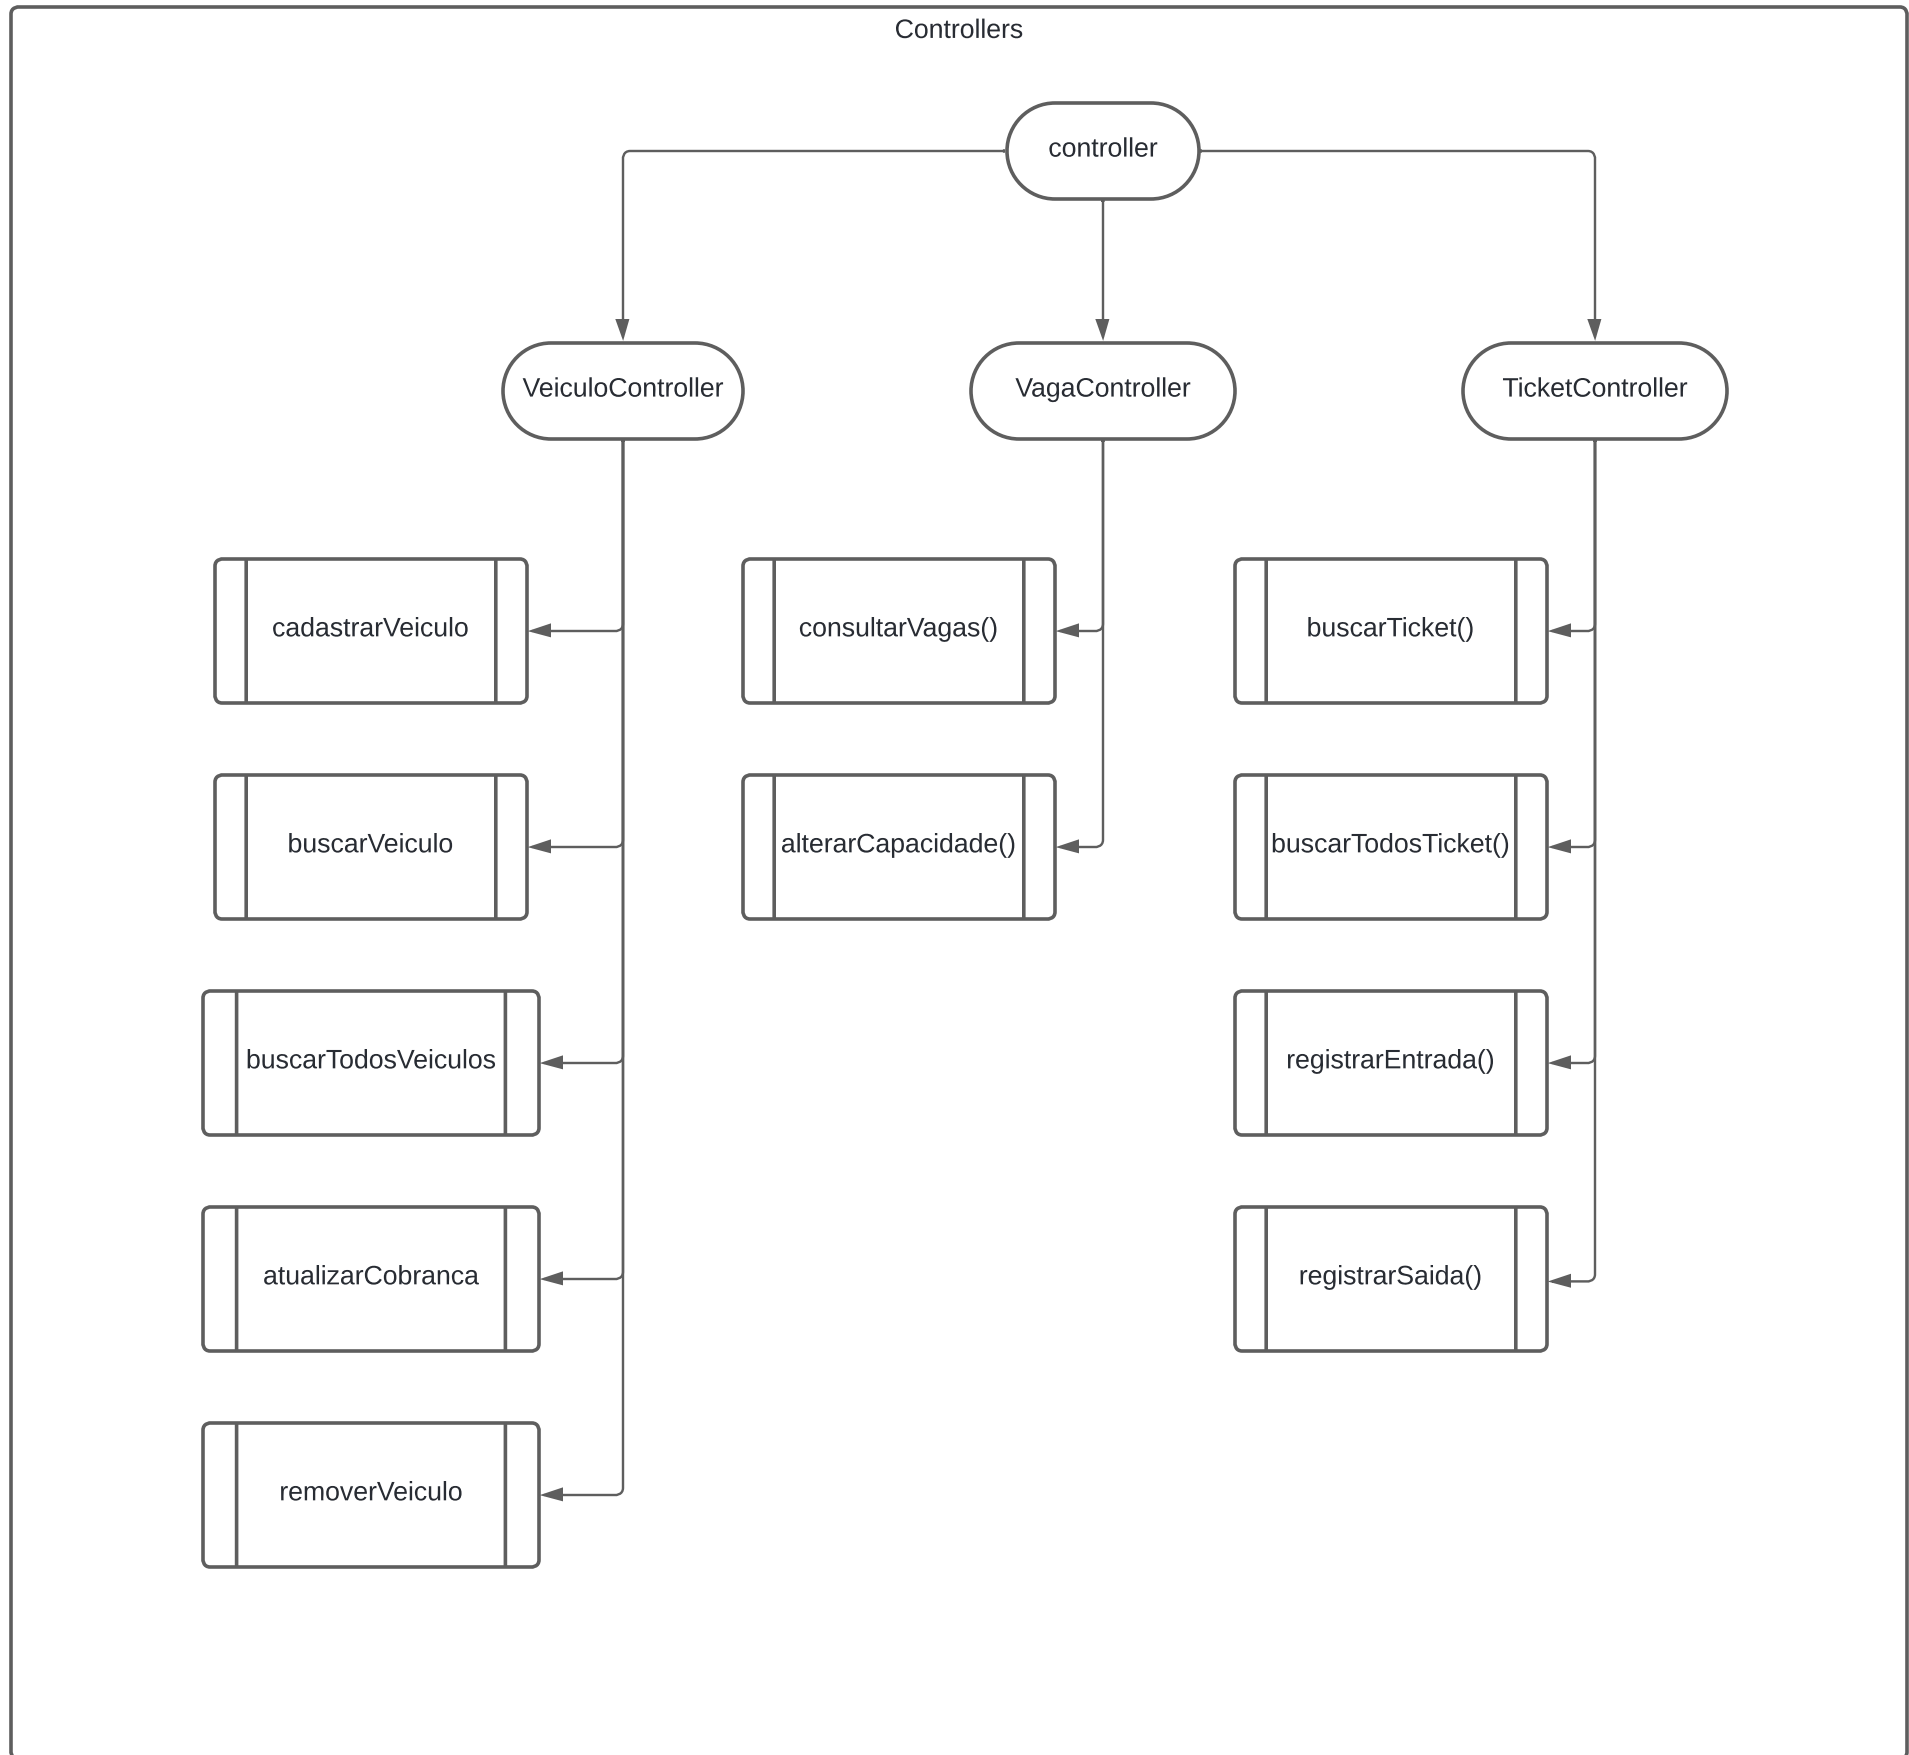 Controllers
controller
VeiculoController
VagaController
TicketController
cadastrarVeiculo
consultarVagas()
buscarTicket()
buscarVeiculo
alterarCapacidade()
buscarTodosTicket()
buscarTodosVeiculos
registrarEntrada()
atualizarCobranca
registrarSaida()
removerVeiculo